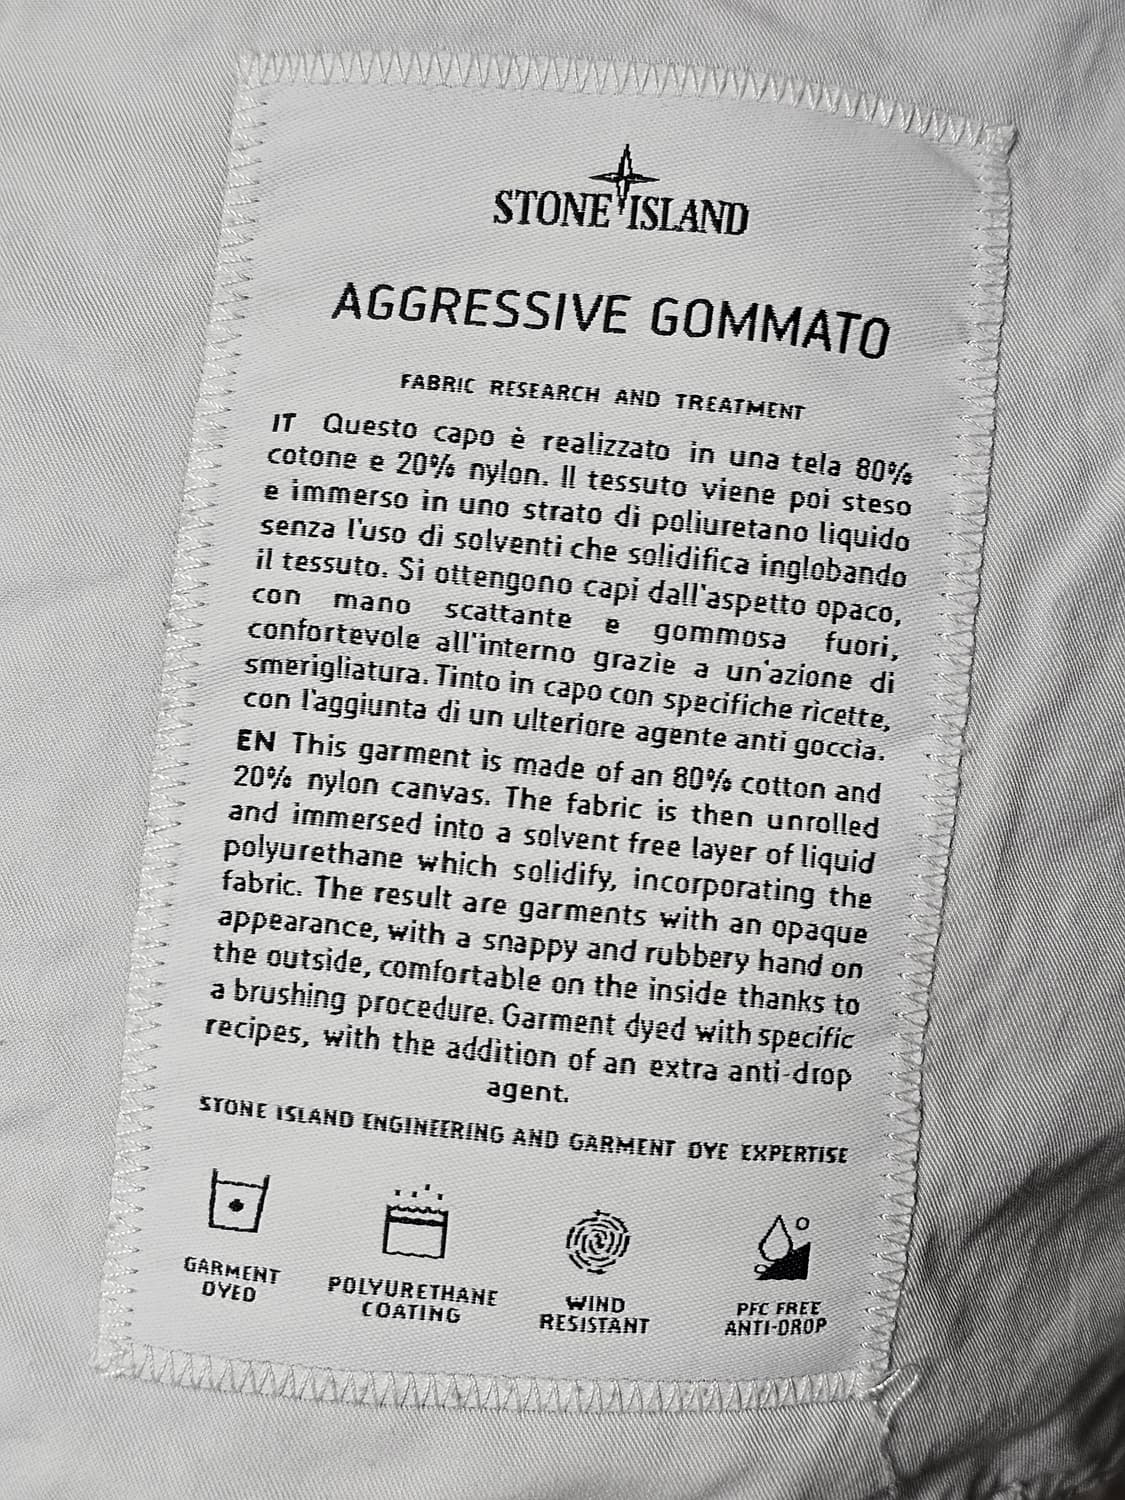 STONE ISLAND
AGGRESSIVE GOMMATO
FABRIC RESEARCH AND TREATMENT
IT Questo capo è realizzato in una tela 80%
cotone e 20% nylon. Il tessuto viene poi steso
e immerso in uno strato di poliuretano liquido
senza l'uso di solventi che solidifica inglobando
il tessuto. Si ottengono capi dall'aspetto opaco,
con mano scattante e gommosa fuori,
confortevole all'interno grazie a un'azione di
smerigliatura. Tinto in capo con specifiche ricette,
con l'aggiunta di un ulteriore agente anti goccia.
EN This garment is made of an 80% cotton and
20% nylon canvas. The fabric is then unrolled
and immersed into a solvent free layer of liquid
polyurethane which solidify, incorporating the
fabric. The result are garments with an opaque
appearance, with a snappy and rubbery hand on
the outside, comfortable on the inside thanks to
a brushing procedure. Garment dyed with specific
recipes, with the addition of an extra anti-drop
agent.
STONE ISLAND ENGINEERING AND GARMENT DYE EXPERTISE
GARMENT
DYED
POLYURETHANE
COATING
WIND
RESISTANT
PFC FREE
ANTI-DROP